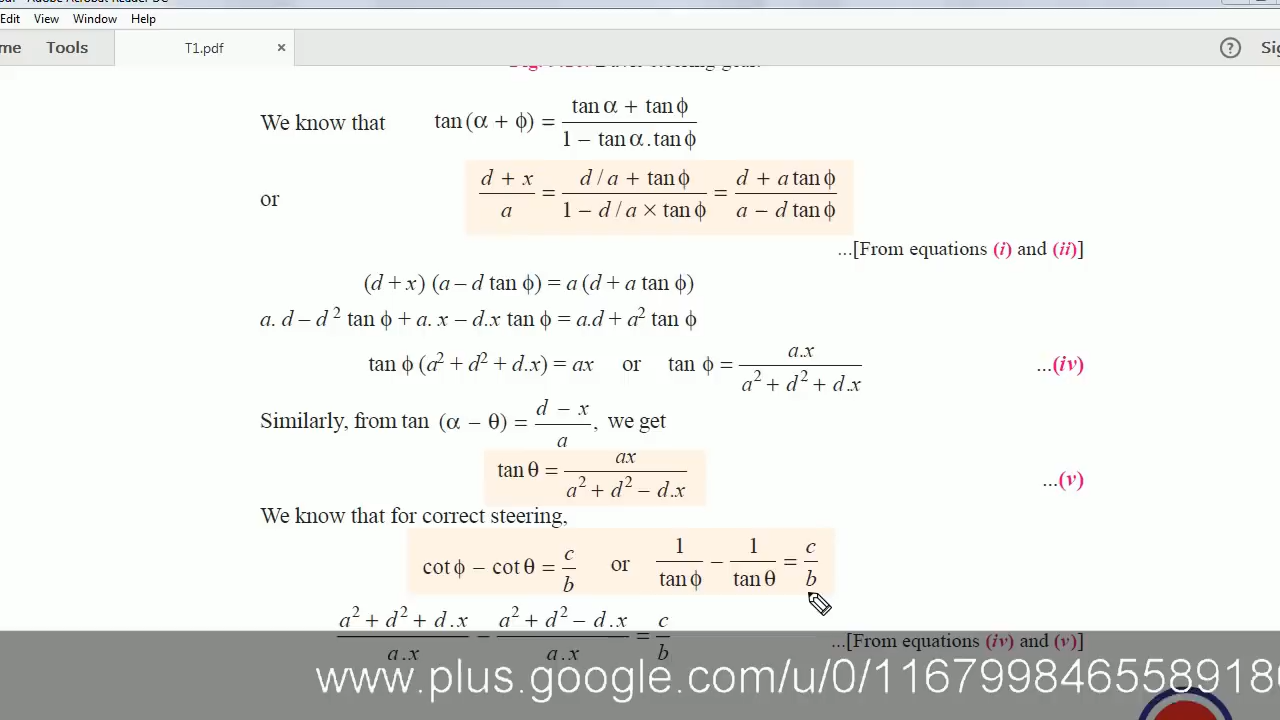 Edit View Window Help
me Tools T1.pdf × ? Sig
We know that tan (α + ϕ) = (tan α + tan ϕ) / (1 − tan α . tan ϕ)
or (d + x) / a = (d / a + tan ϕ) / (1 − d / a × tan ϕ) = (d + a tan ϕ) / (a − d tan ϕ)
...[From equations (i) and (ii)]
(d + x) (a – d tan ϕ) = a (d + a tan ϕ)
a. d – d² tan ϕ + a. x – d.x tan ϕ = a.d + a² tan ϕ
tan ϕ (a² + d² + d.x) = ax or tan ϕ = a.x / (a² + d² + d.x) ...(iv)
Similarly, from tan (α − θ) = (d − x) / a, we get
tan θ = ax / (a² + d² − d.x) ...(v)
We know that for correct steering,
cot ϕ − cot θ = c / b or 1 / tan ϕ − 1 / tan θ = c / b
(a² + d² + d.x) / a.x − (a² + d² − d.x) / a.x = c / b ...[From equations (iv) and (v)]
www.plus.google.com/u/0/116799846558918